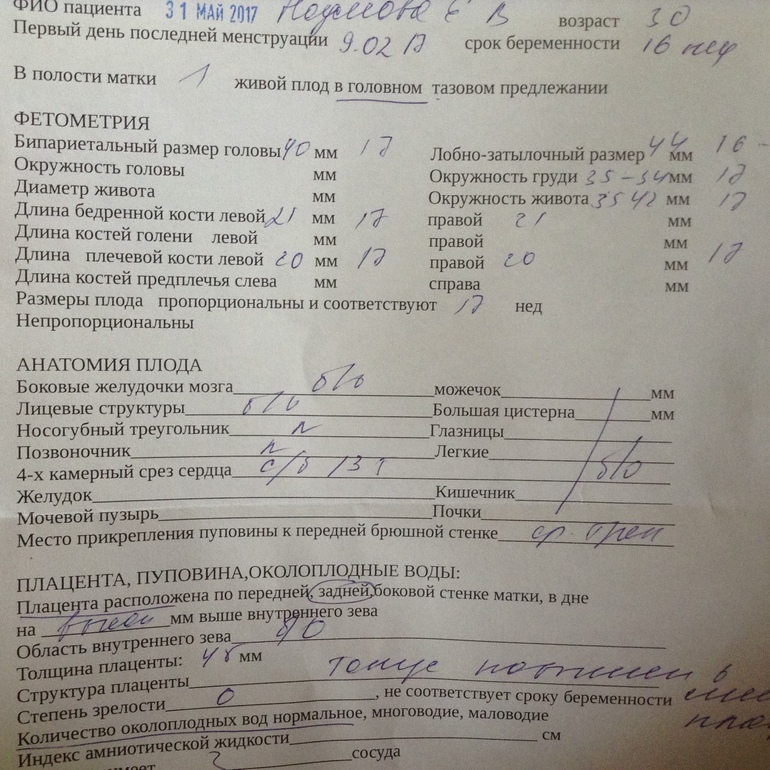 ФИО пациента 31 МАЙ 2017 Наумова Е В возраст 30
Первый день последней менструации 9.02 17 срок беременности 16 нед
В полости матки 1 живой плод в головном тазовом предлежании
ФЕТОМЕТРИЯ
Бипариетальный размер головы 40 мм 17 Лобно-затылочный размер 44 мм 16 -
Окружность головы мм Окружность груди 35 - 34 мм 17
Диаметр живота мм Окружность живота 35 42 мм 17
Длина бедренной кости левой 21 мм 17 правой 21 мм
Длина костей голени левой мм правой мм
Длина плечевой кости левой 20 мм 17 правой 20 мм 17
Длина костей предплечья слева мм справа мм
Размеры плода пропорциональны и соответствуют 17 нед
Непропорциональны
АНАТОМИЯ ПЛОДА
Боковые желудочки мозга б/о можечок мм
Лицевые структуры б/о Большая цистерна мм
Носогубный треугольник N Глазницы
Позвоночник N Легкие
4-х камерный срез сердца с/б 137 б/о
Желудок Кишечник
Мочевой пузырь Почки
Место прикрепления пуповины к передней брюшной стенке
ПЛАЦЕНТА, ПУПОВИНА,ОКОЛОПЛОДНЫЕ ВОДЫ:
Плацента расположена по передней, задней, боковой стенке матки, в дне
на мм выше внутроннего зева
Область внутреннего зева б/о
Толщина плаценты: мм
Структура плаценты тонус повышен в
Степень зрелости 0, не соответствует сроку беременности
Количество околоплодных вод нормальное, многоводие, маловодие
Индекс амниотической жидкости см
имеет сосуда